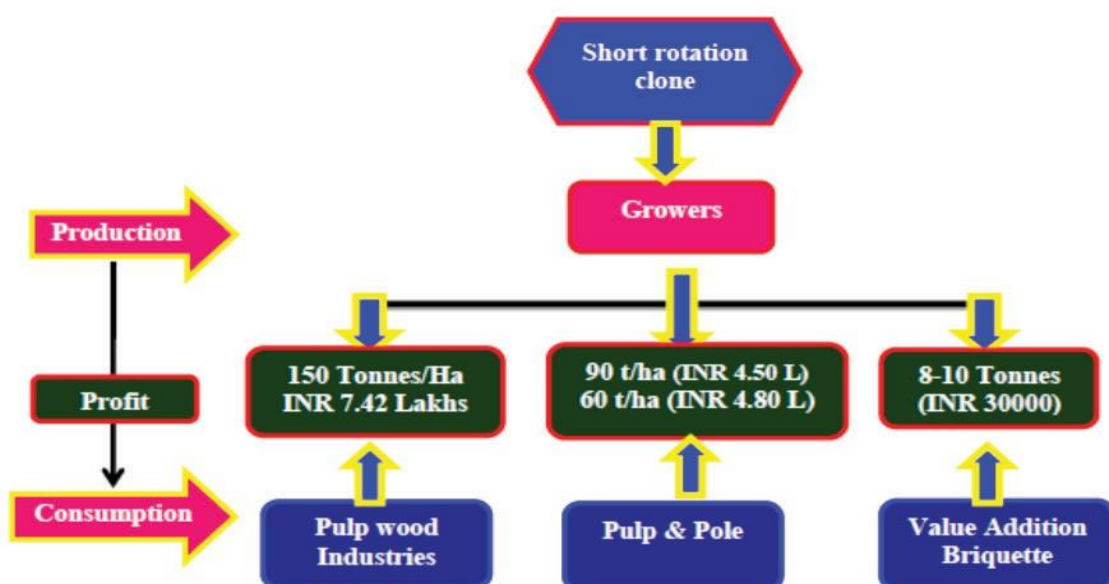 Short rotation
clone
Growers
Production
150 Tonnes/Ha
INR 7.42 Lakhs
90 t/ha (INR 4.50 L)
60 t/ha (INR 4.80 L)
8-10 Tonnes
(INR 30000)
Profit
Consumption
Pulp wood
Industries
Pulp & Pole
Value Addition
Briquette